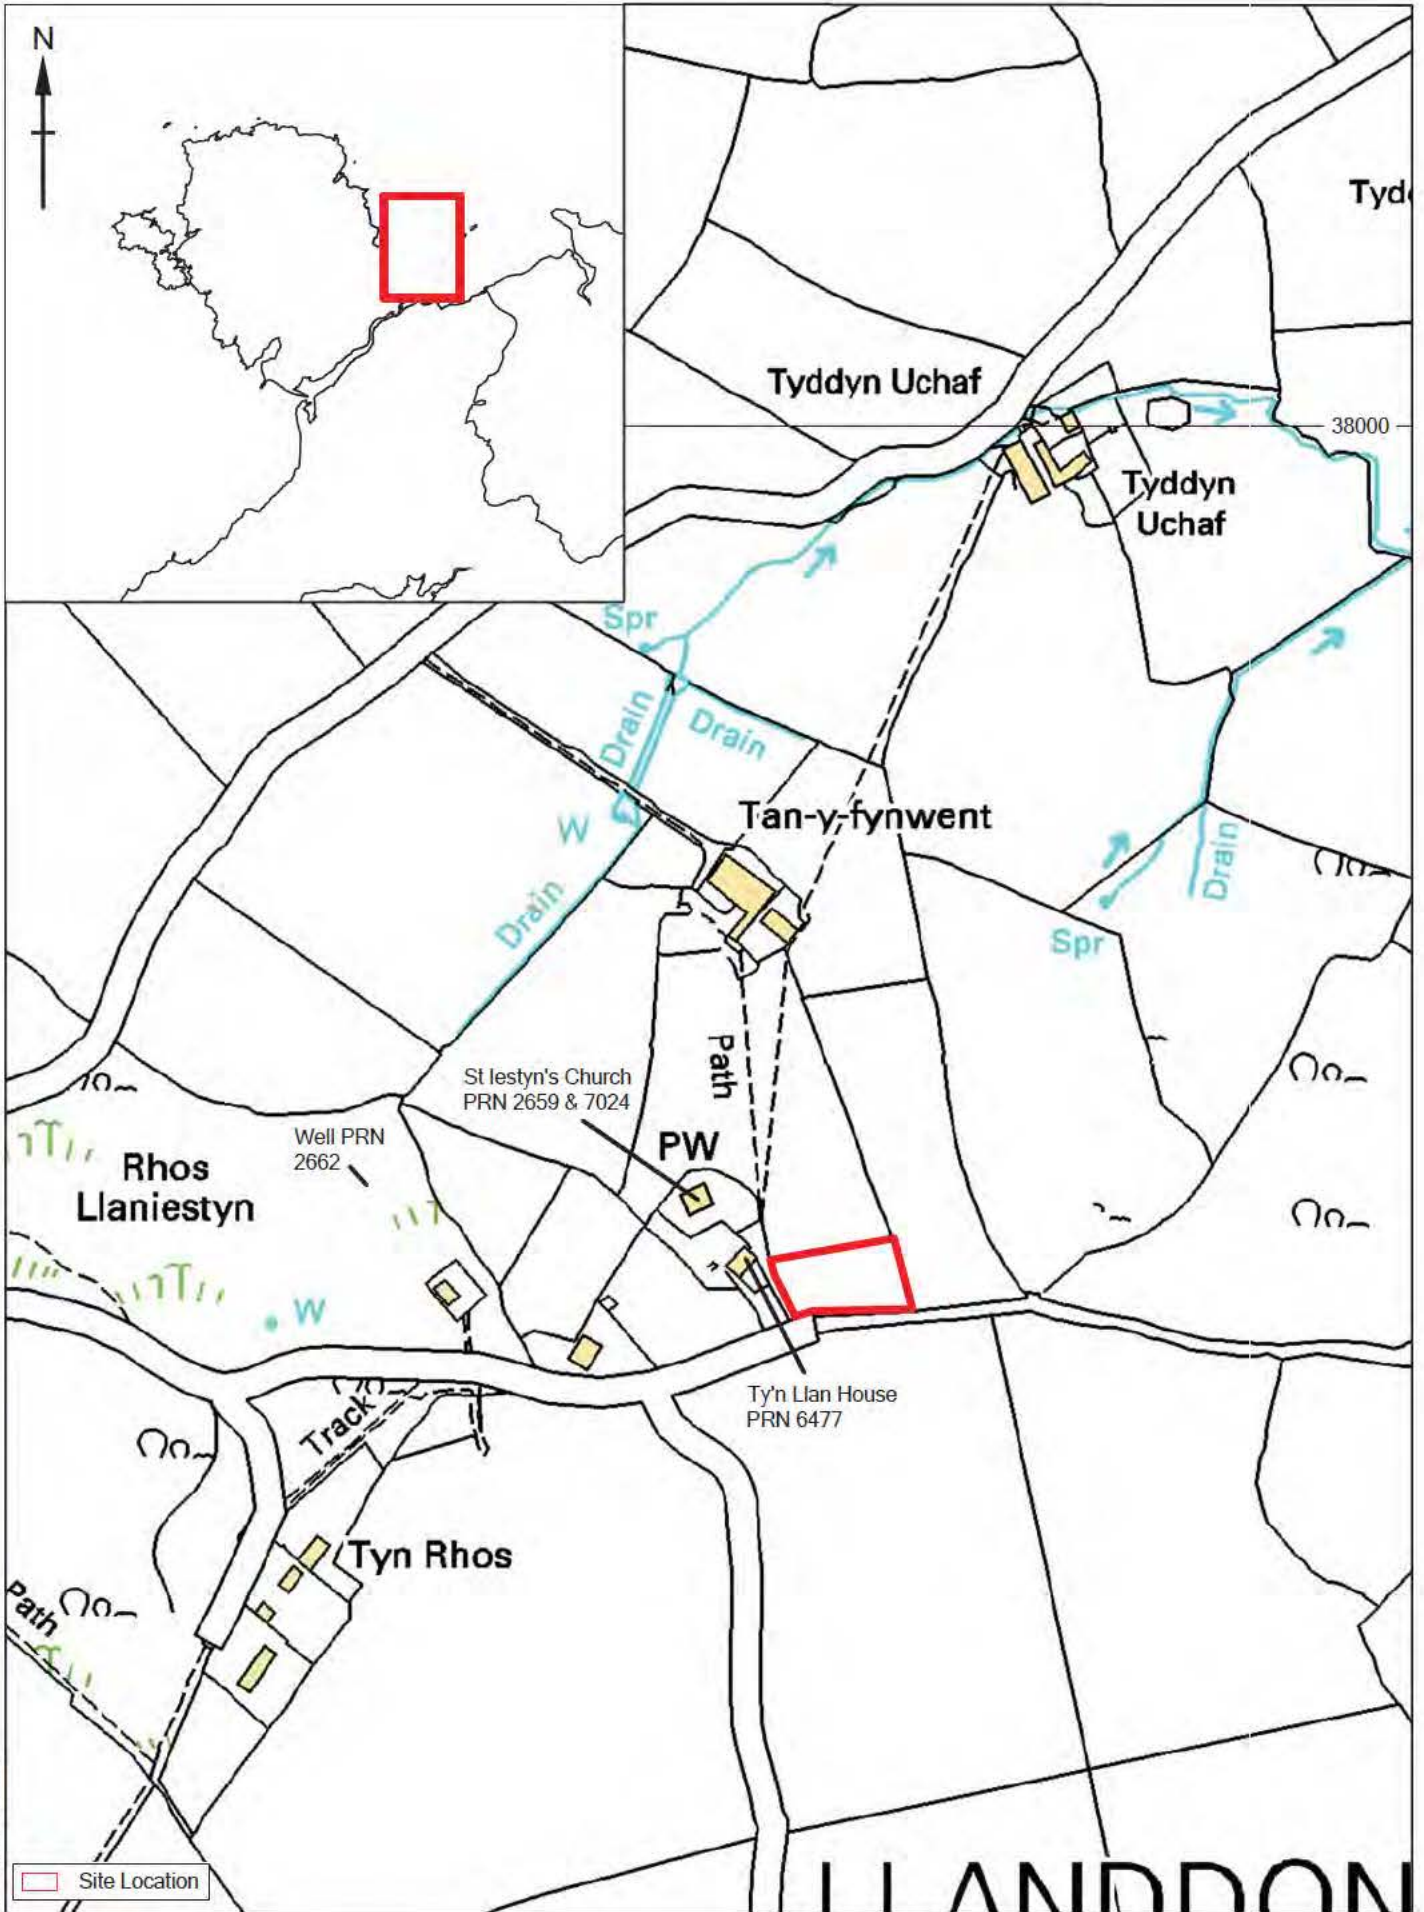 N
Tyd
Tyddyn Uchaf
38000
Tyddyn
Uchaf
Spr
Drain
Drain
Tan-y-fynwent
W
Drain
Drain
Spr
Path
St Iestyn's Church
PRN 2659 & 7024
Well PRN
2662
PW
Rhos
Llaniestyn
W
Ty'n Llan House
PRN 6477
Track
Tyn Rhos
Path
Site Location
LLANDDON